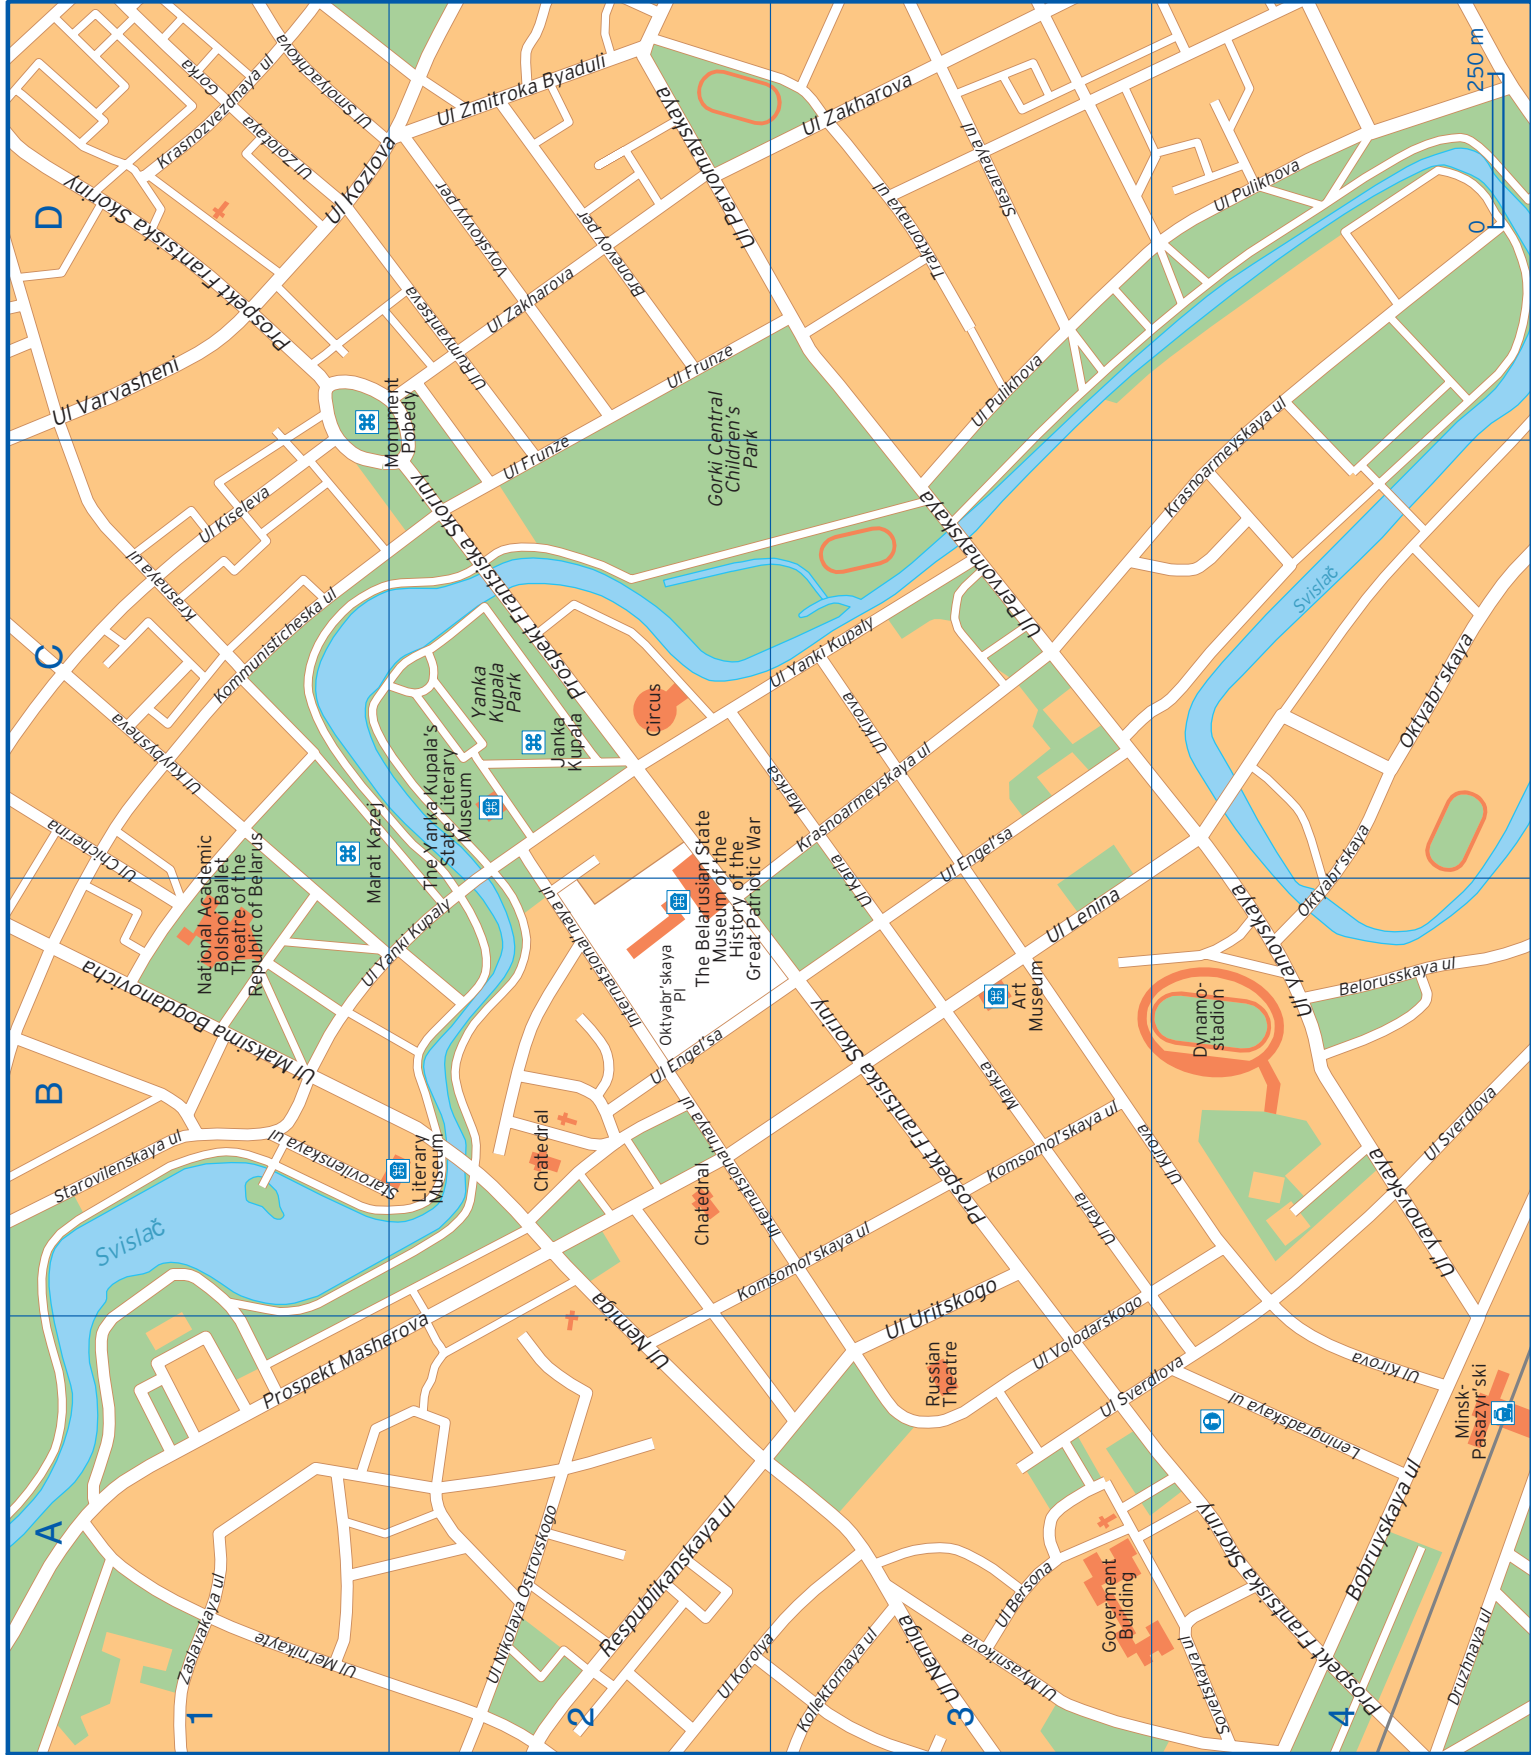 A
B
C
D
1
2
3
4
0
250 m
Svislač
Svislač
Starovilenskaya ul
Starovilenskaya ul
Ul Maksima Bogdanovicha
Ul Chicherina
Ul Kuybysheva
Krasnaya ul
Ul Kiseleva
Kommunisticheska ul
Ul Varvasheni
Prospekt Frantsiska Skoriny
Krasnozvezdnaya ul
Gorka
Ul Smolyachkova
Ul Zolotaya
Ul Kozlova
Ul Zmitroka Byaduli
National Academic
Bolshoi Ballet
Theatre of the
Republic of Belarus
Marat Kazej
Monument
Pobedy
Zaslavakaya ul
Ul Mel'nikayte
Prospekt Masherova
Literary
Museum
Ul Yanki Kupaly
The Yanka Kupala's
State Literary
Museum
Yanka
Kupala
Park
Janka
Kupala
Prospekt Frantsiska Skoriny
Ul Frunze
Ul Frunze
Ul Rumyantseva
Voyskovyy per
Ul Zakharova
Bronevoy per
Ul Pervomayskaya
Ul Nikolaya Ostrovskogo
Respublikanskaya ul
Ul Nemiga
Chatedral
Chatedral
Internatsional'naya ul
Internatsional'naya ul
Ul Engel'sa
Oktyabr'skaya
Pl
The Belarusian State
Museum of the
History of the
Great Patriotic War
Circus
Gorki Central
Children's
Park
Ul Yanki Kupaly
Ul Zakharova
Ul Korolya
Kollektornaya ul
Ul Nemiga
Ul Myasnikova
Ul Bersona
Goverment
Building
Russian
Theatre
Ul Uritskogo
Komsomol'skaya ul
Komsomol'skaya ul
Prospekt Frantsiska Skoriny
Ul Karla
Marksa
Ul Karla
Marksa
Ul Kirova
Ul Kirova
Krasnoarmeyskaya ul
Ul Engel'sa
Ul Lenina
Art
Museum
Ul Volodarskogo
Ul Sverdlova
Ul Pervomayskaya
Ul Pulikhova
Traktornaya ul
Slesarnaya ul
Ul Pulikhova
Krasnoarmeyskaya ul
Sovetskaya ul
Prospekt Frantsiska Skoriny
Leningradskaya ul
Ul Kirova
Bobruyskaya ul
Druzhnaya ul
Minsk-
Pasažyr'ski
Ul Sverdlova
Ul' yanovskaya
Ul' yanovskaya
Dynamo-
stadion
Belorusskaya ul
Oktyabr'skaya
Oktyabr'skaya